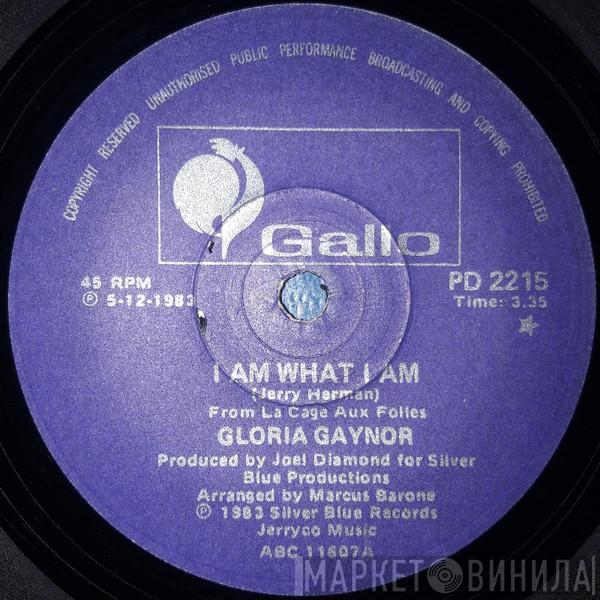 COPYRIGHT RESERVED UNAUTHORISED PUBLIC PERFORMANCE BROADCASTING AND COPYING PROHIBITED
Gallo
45 RPM
PD 2215
Ⓟ 5-12-1983
Time: 3.35
I AM WHAT I AM
(Jerry Herman)
From La Cage Aux Folles
GLORIA GAYNOR
Produced by Joel Diamond for Silver
Blue Productions
Arranged by Marcus Barone
Ⓟ 1983 Silver Blue Records
Jerryco Music
ABC 11607A
МАРКЕТ ВИНИЛА